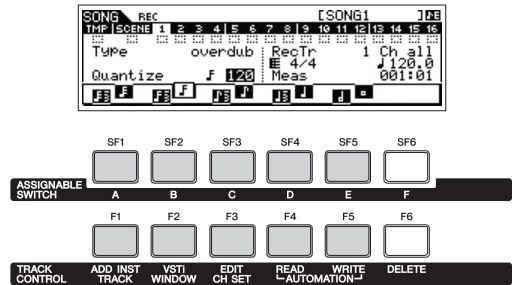 SONG REC [SONG1 ]
TMP SCENE 1 2 3 4 5 6 7 8 9 10 11 12 13 14 15 16
Type overdub RecTr 1 Ch all
4/4 ♩120.0
Quantize ♪ 120 Meas 001:01
SF1 SF2 SF3 SF4 SF5 SF6
ASSIGNABLE SWITCH A B C D E F
F1 F2 F3 F4 F5 F6
TRACK CONTROL ADD INST TRACK VSTi WINDOW EDIT CH SET READ WRITE AUTOMATION DELETE